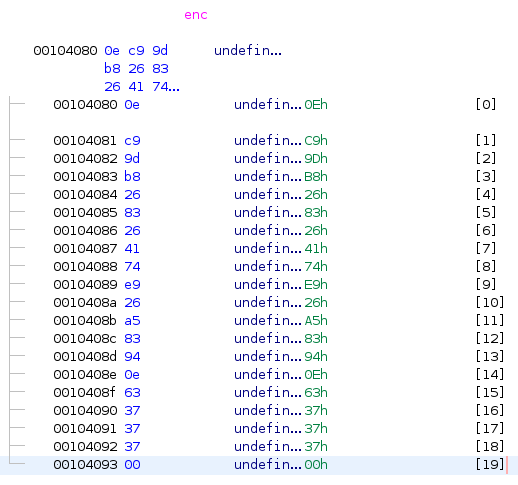 enc
00104080 0e c9 9d undefin...
b8 26 83
26 41 74...
00104080 0e undefin...0Eh [0]
00104081 c9 undefin...C9h [1]
00104082 9d undefin...9Dh [2]
00104083 b8 undefin...B8h [3]
00104084 26 undefin...26h [4]
00104085 83 undefin...83h [5]
00104086 26 undefin...26h [6]
00104087 41 undefin...41h [7]
00104088 74 undefin...74h [8]
00104089 e9 undefin...E9h [9]
0010408a 26 undefin...26h [10]
0010408b a5 undefin...A5h [11]
0010408c 83 undefin...83h [12]
0010408d 94 undefin...94h [13]
0010408e 0e undefin...0Eh [14]
0010408f 63 undefin...63h [15]
00104090 37 undefin...37h [16]
00104091 37 undefin...37h [17]
00104092 37 undefin...37h [18]
00104093 00 undefin...00h [19]